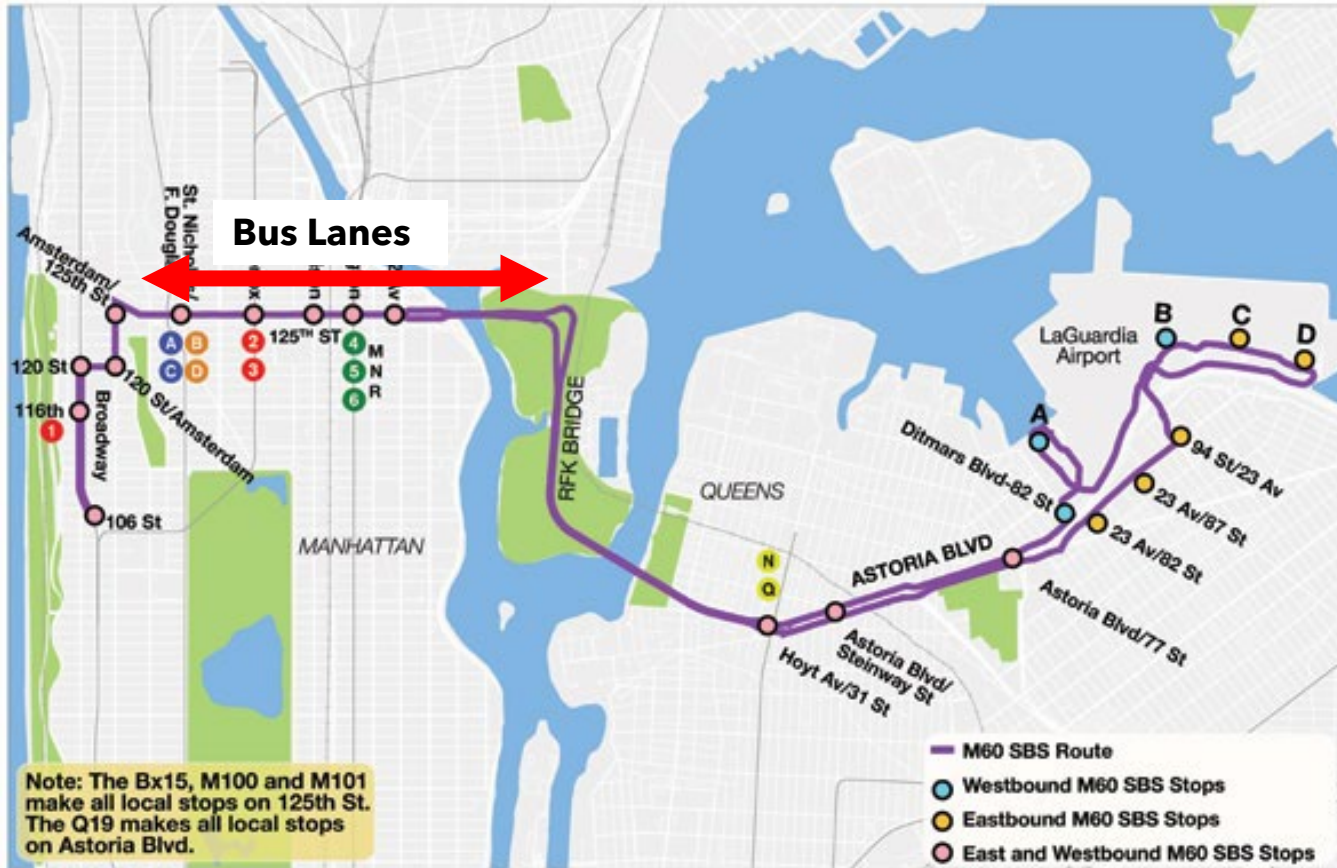 Bus Lanes
Amsterdam/
125th St
St.
F. Dougl
2 Av
125TH ST
A
B
C
D
2
3
4
5
6
M
N
R
120 St
120 St/Amsterdam
116th
1
Broadway
106 St
MANHATTAN
RFK BRIDGE
QUEENS
N
Q
Hoyt Av/31 St
Astoria Blvd/
Steinway St
ASTORIA BLVD
Astoria Blvd/77 St
Ditmars Blvd-82 St
23 Av/82 St
23 Av/87 St
94 St/23 Av
LaGuardia
Airport
A
B
C
D
Note: The Bx15, M100 and M101
make all local stops on 125th St.
The Q19 makes all local stops
on Astoria Blvd.
M60 SBS Route
Westbound M60 SBS Stops
Eastbound M60 SBS Stops
East and Westbound M60 SBS Stops